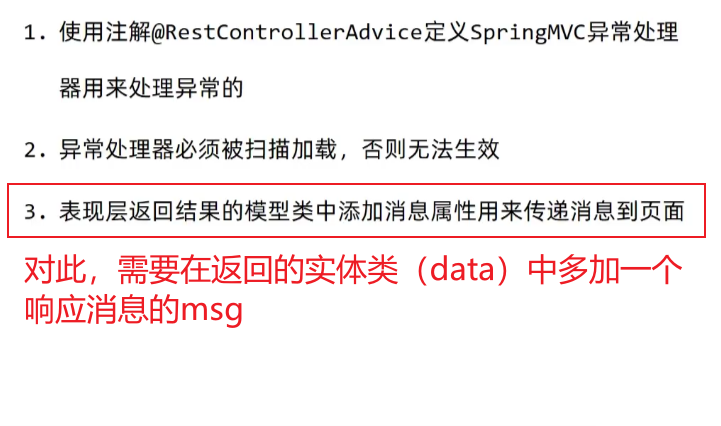 1. 使用注解@RestControllerAdvice定义SpringMVC异常处理
器用来处理异常的
2. 异常处理器必须被扫描加载，否则无法生效
3. 表现层返回结果的模型类中添加消息属性用来传递消息到页面
对此，需要在返回的实体类（data）中多加一个
响应消息的msg